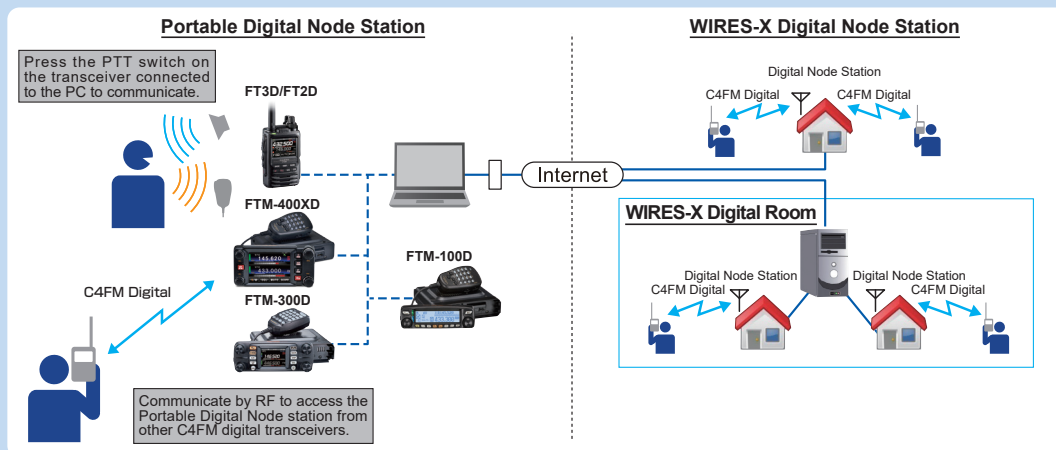 Portable Digital Node Station
Press the PTT switch on
the transceiver connected
to the PC to communicate.
FT3D/FT2D
FTM-400XD
FTM-300D
FTM-100D
C4FM Digital
Communicate by RF to access the
Portable Digital Node station from
other C4FM digital transceivers.
Internet
WIRES-X Digital Node Station
Digital Node Station
C4FM Digital
C4FM Digital
WIRES-X Digital Room
Digital Node Station
C4FM Digital
Digital Node Station
C4FM Digital